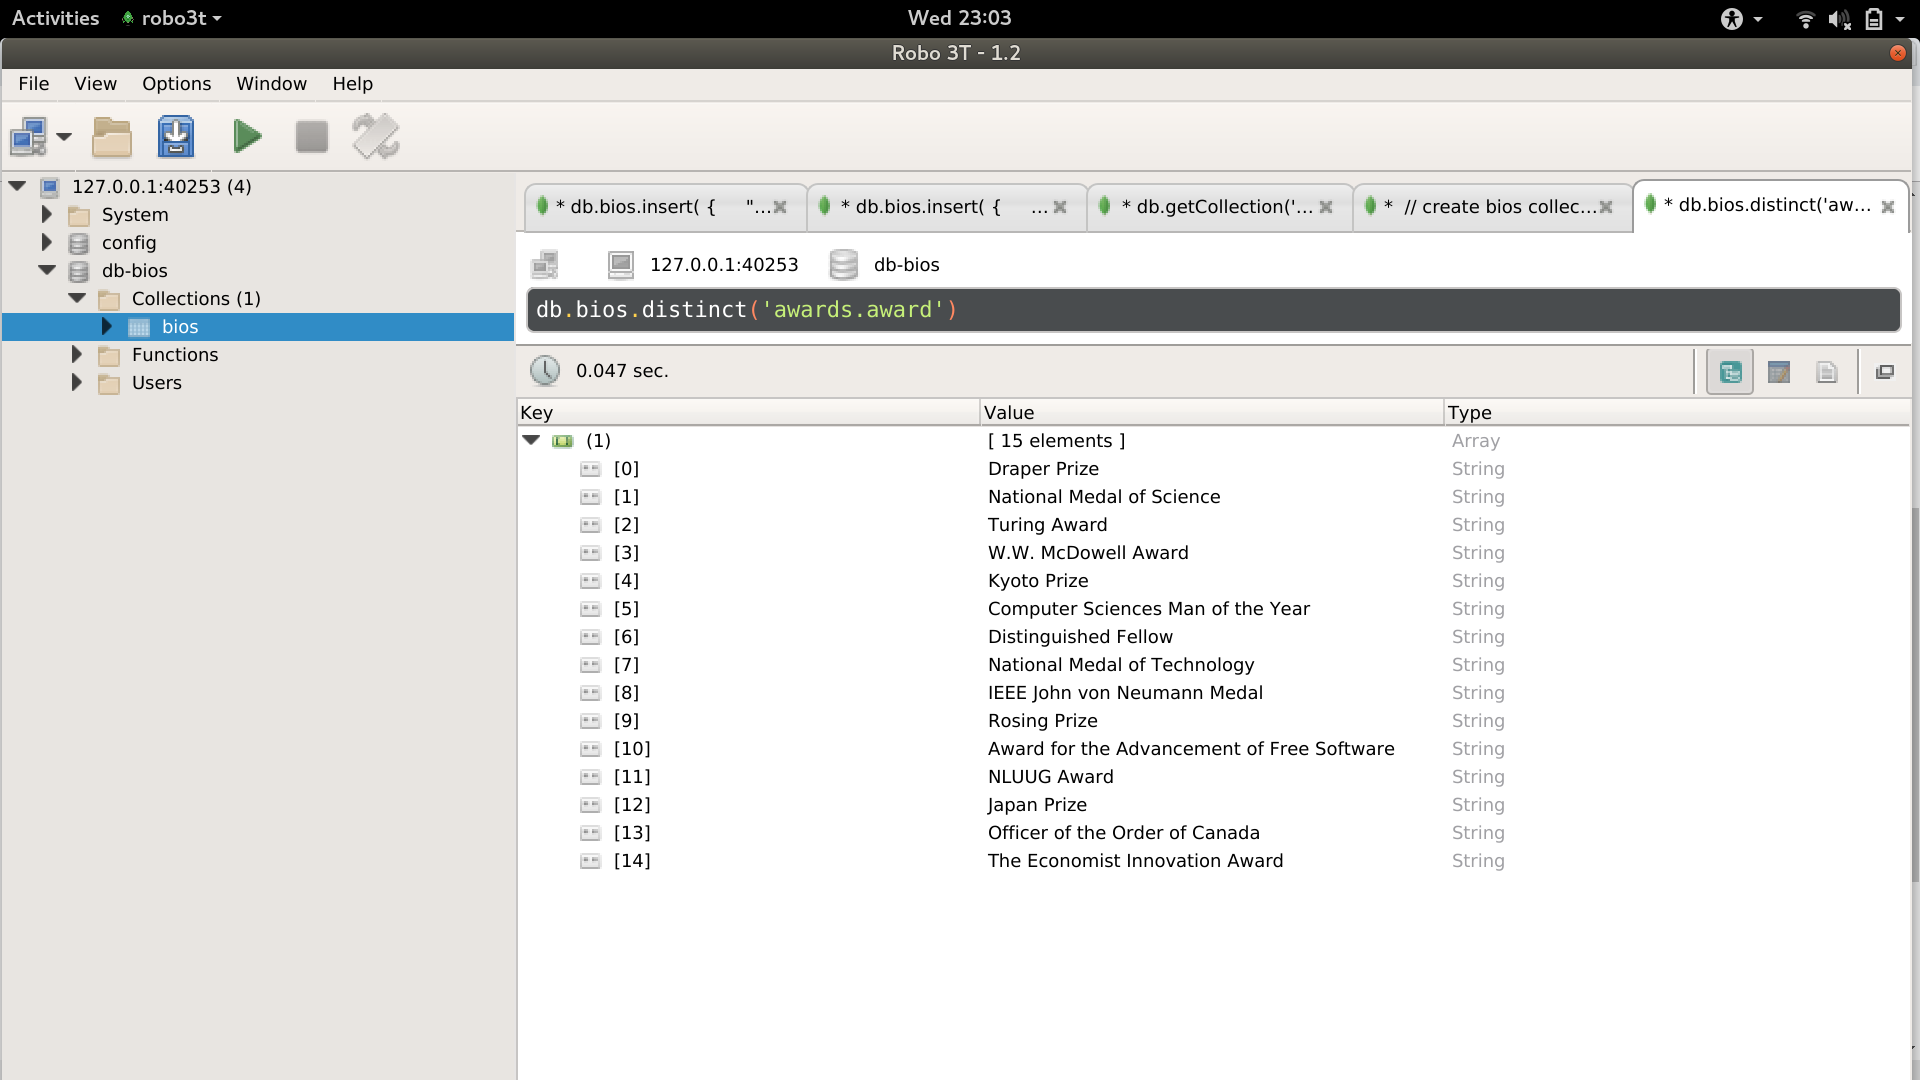 Activities robo3t Wed 23:03
Robo 3T - 1.2
File View Options Window Help
127.0.0.1:40253 (4)
System
config
db-bios
Collections (1)
bios
Functions
Users
* db.bios.insert( { "... * db.bios.insert( { ... * db.getCollection('... * // create bios collec... * db.bios.distinct('aw...
127.0.0.1:40253 db-bios
db.bios.distinct('awards.award')
0.047 sec.
Key Value Type
(1) [ 15 elements ] Array
[0] Draper Prize String
[1] National Medal of Science String
[2] Turing Award String
[3] W.W. McDowell Award String
[4] Kyoto Prize String
[5] Computer Sciences Man of the Year String
[6] Distinguished Fellow String
[7] National Medal of Technology String
[8] IEEE John von Neumann Medal String
[9] Rosing Prize String
[10] Award for the Advancement of Free Software String
[11] NLUUG Award String
[12] Japan Prize String
[13] Officer of the Order of Canada String
[14] The Economist Innovation Award String